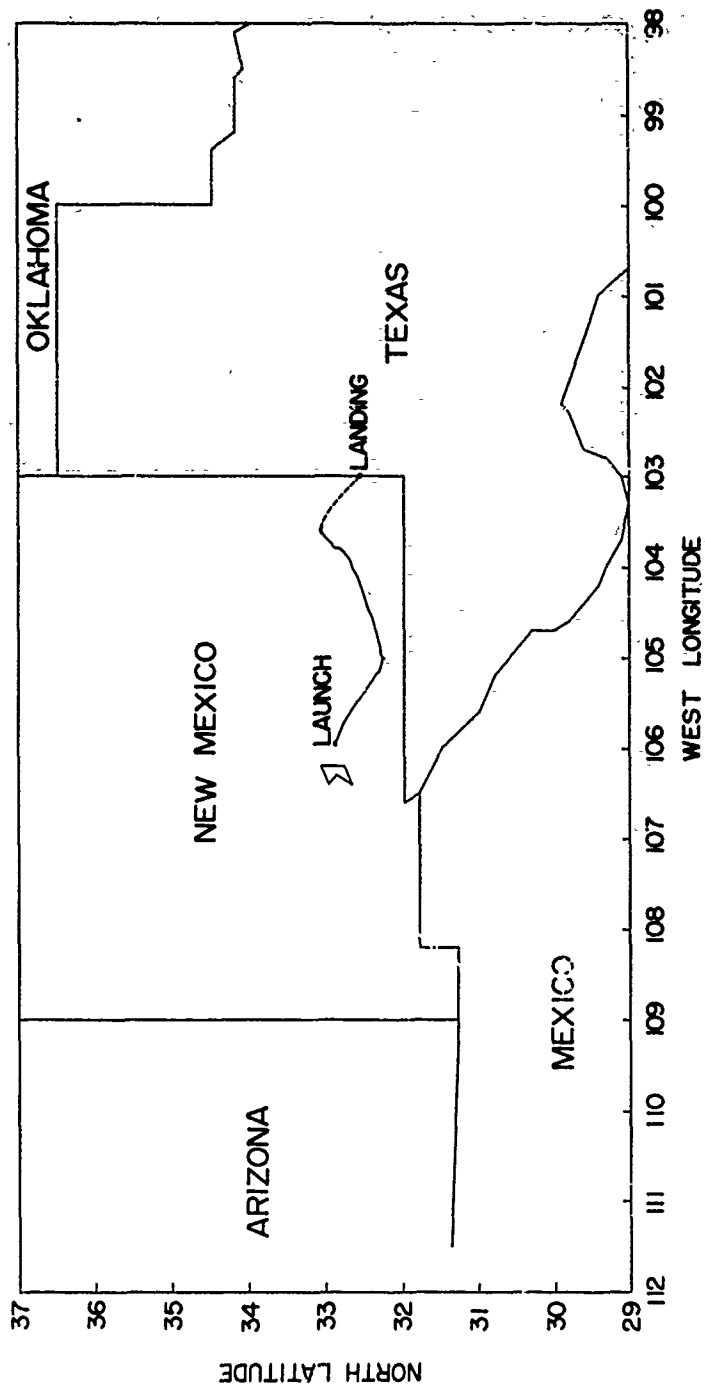 OKLAHOMA
NEW MEXICO
ARIZONA
LAUNCH
LANDING
TEXAS
MEXICO
NORTH LATITUDE
37
36
35
34
33
32
31
30
29
112
111
110
109
108
107
106
105
104
103
102
101
100
99
98
WEST LONGITUDE